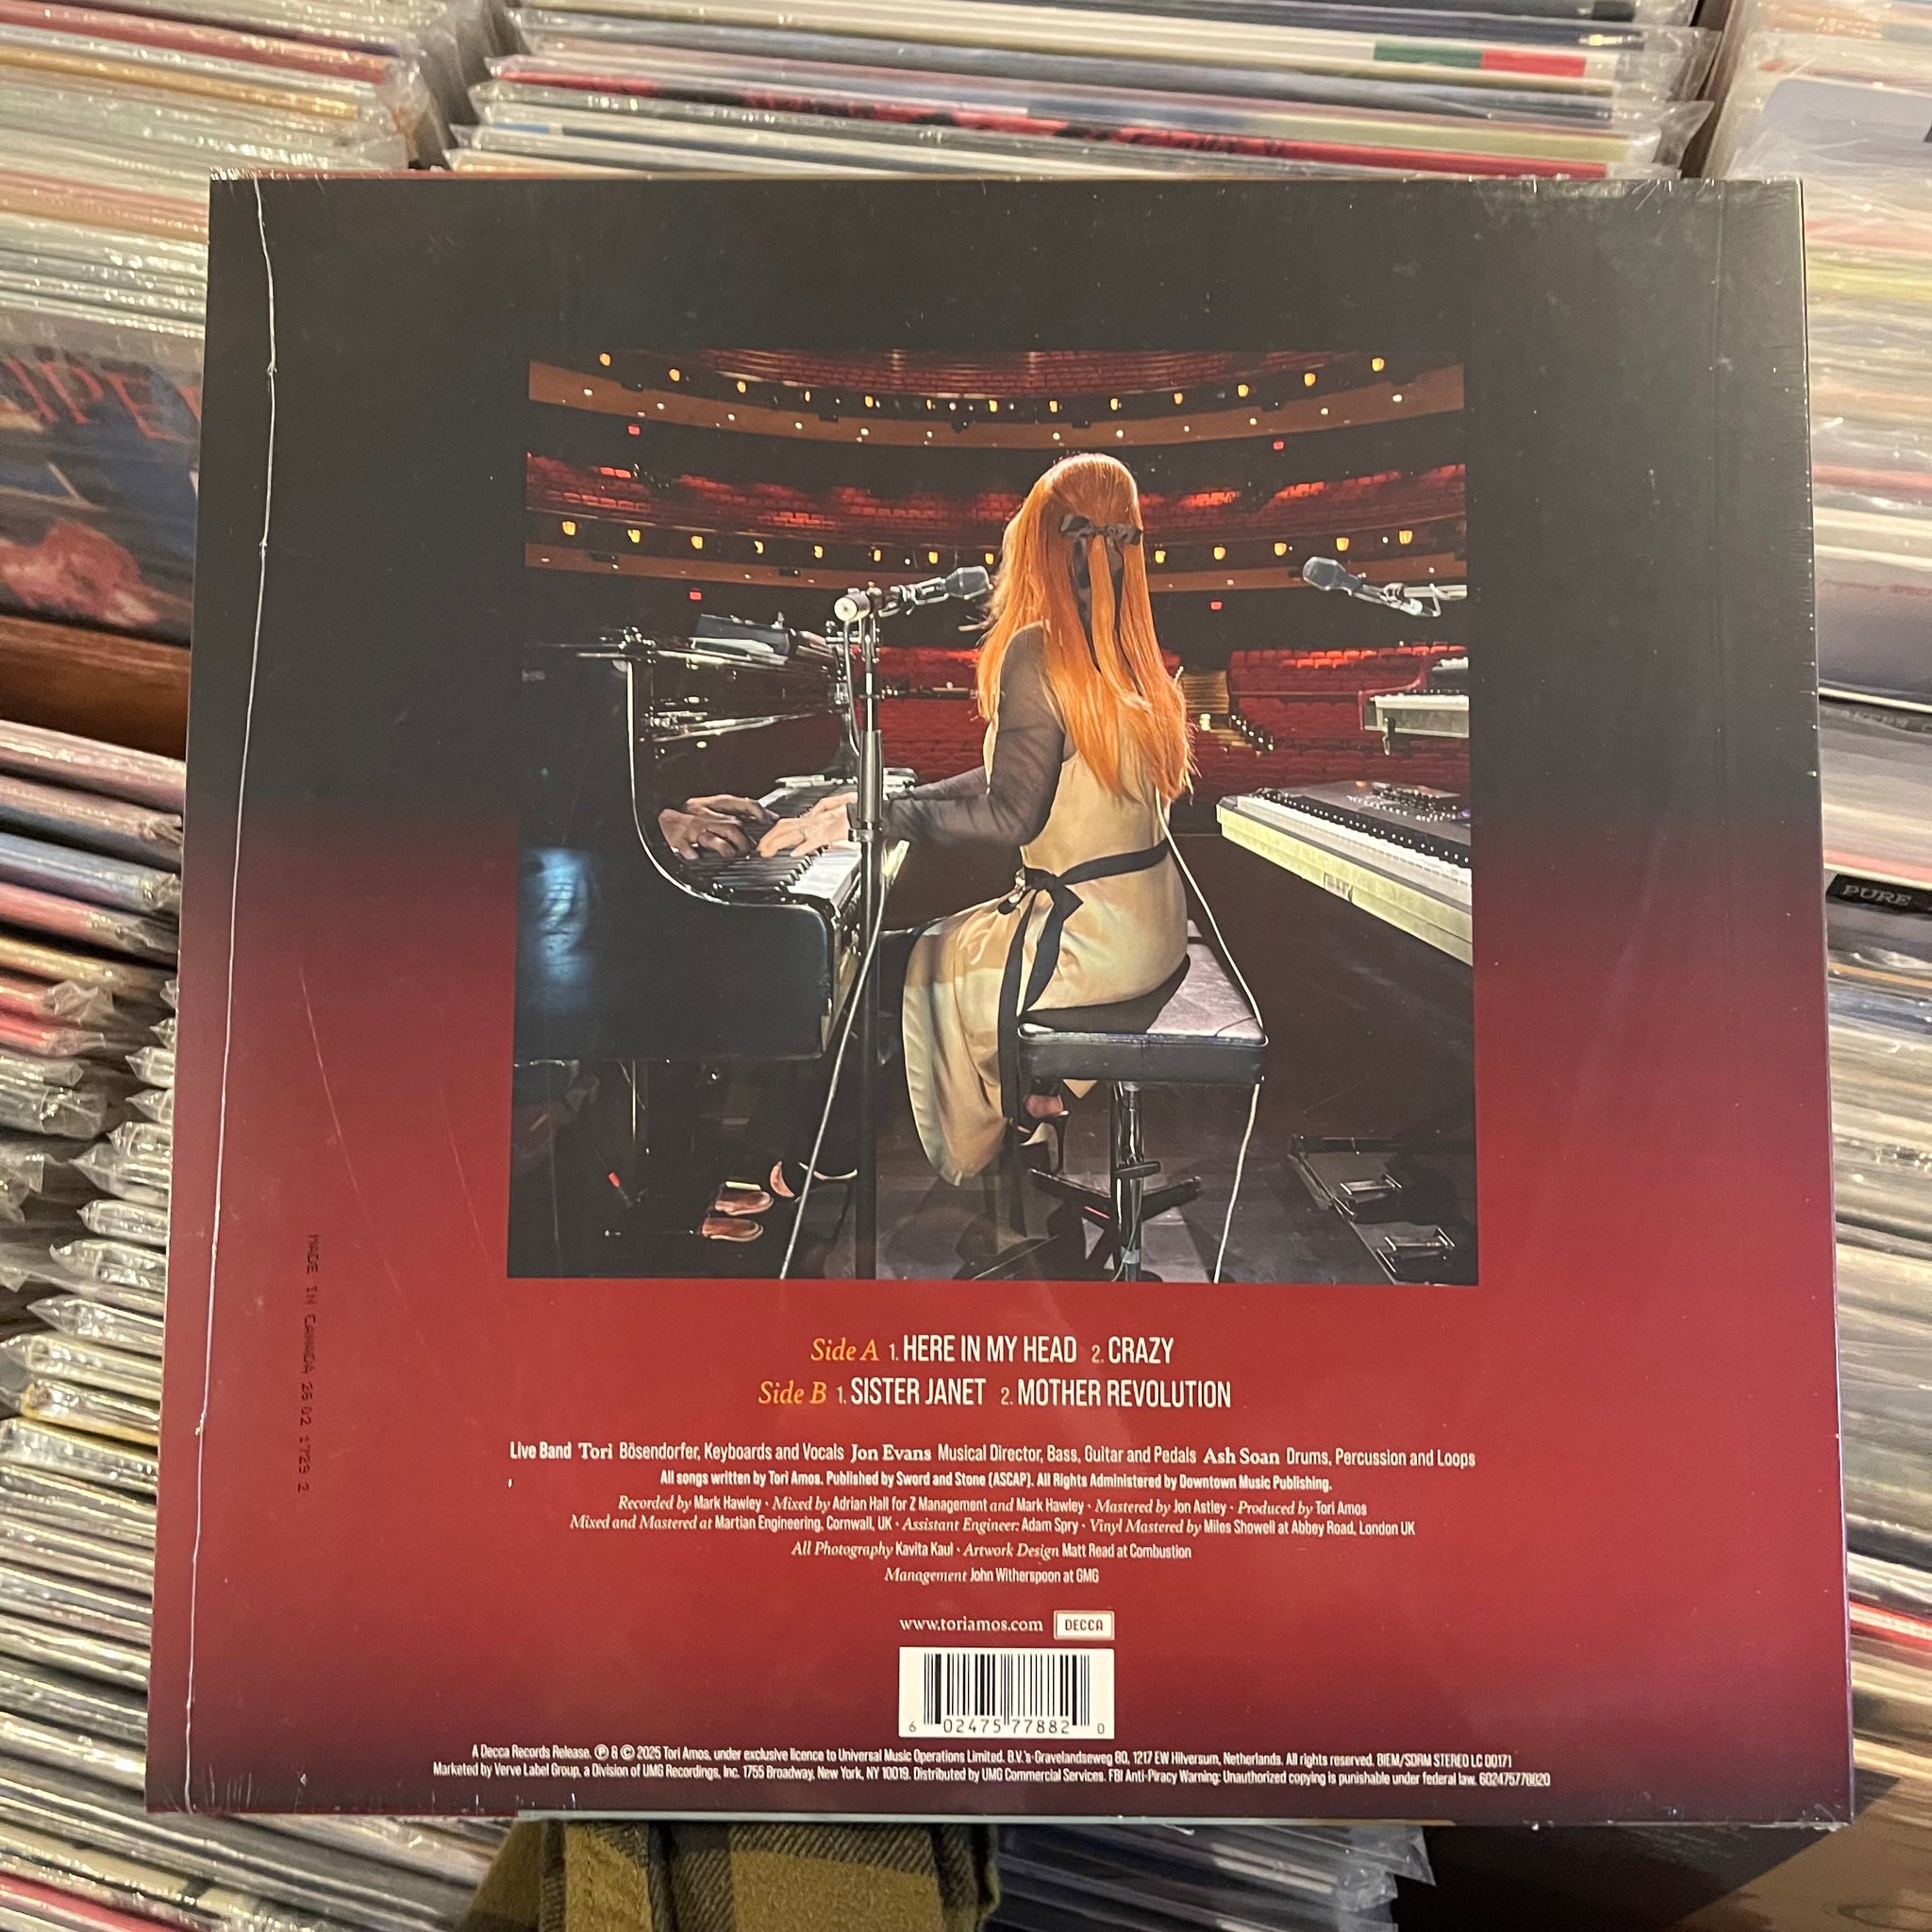 PURE
Side A 1. HERE IN MY HEAD 2. CRAZY
Side B 1. SISTER JANET 2. MOTHER REVOLUTION
Live Band Tori Bösendorfer, Keyboards and Vocals Jon Evans Musical Director, Bass, Guitar and Pedals Ash Soan Drums, Percussion and Loops
All songs written by Tori Amos. Published by Sword and Stone (ASCAP). All Rights Administered by Downtown Music Publishing.
Recorded by Mark Hawley • Mixed by Adrian Hall for Z Management and Mark Hawley • Mastered by Jon Astley • Produced by Tori Amos
Mixed and Mastered at Martian Engineering, Cornwall, UK • Assistant Engineer: Adam Spry • Vinyl Mastered by Miles Showell at Abbey Road, London UK
All Photography Kavita Kaul • Artwork Design Matt Read at Combustion
Management John Witherspoon at GMG
www.toriamos.com DECCA
6 02475 77882 0
A Decca Records Release. ℗ & © 2025 Tori Amos, under exclusive licence to Universal Music Operations Limited. B.V.'s-Gravelandseweg 80, 1217 EW Hilversum, Netherlands. All rights reserved. BIEM/SDRM STEREO LC 00171
Marketed by Verve Label Group, a Division of UMG Recordings, Inc. 1755 Broadway, New York, NY 10019. Distributed by UMG Commercial Services. FBI Anti-Piracy Warning: Unauthorized copying is punishable under federal law. 602475778820
MADE IN CANADA 25 02 1729 2